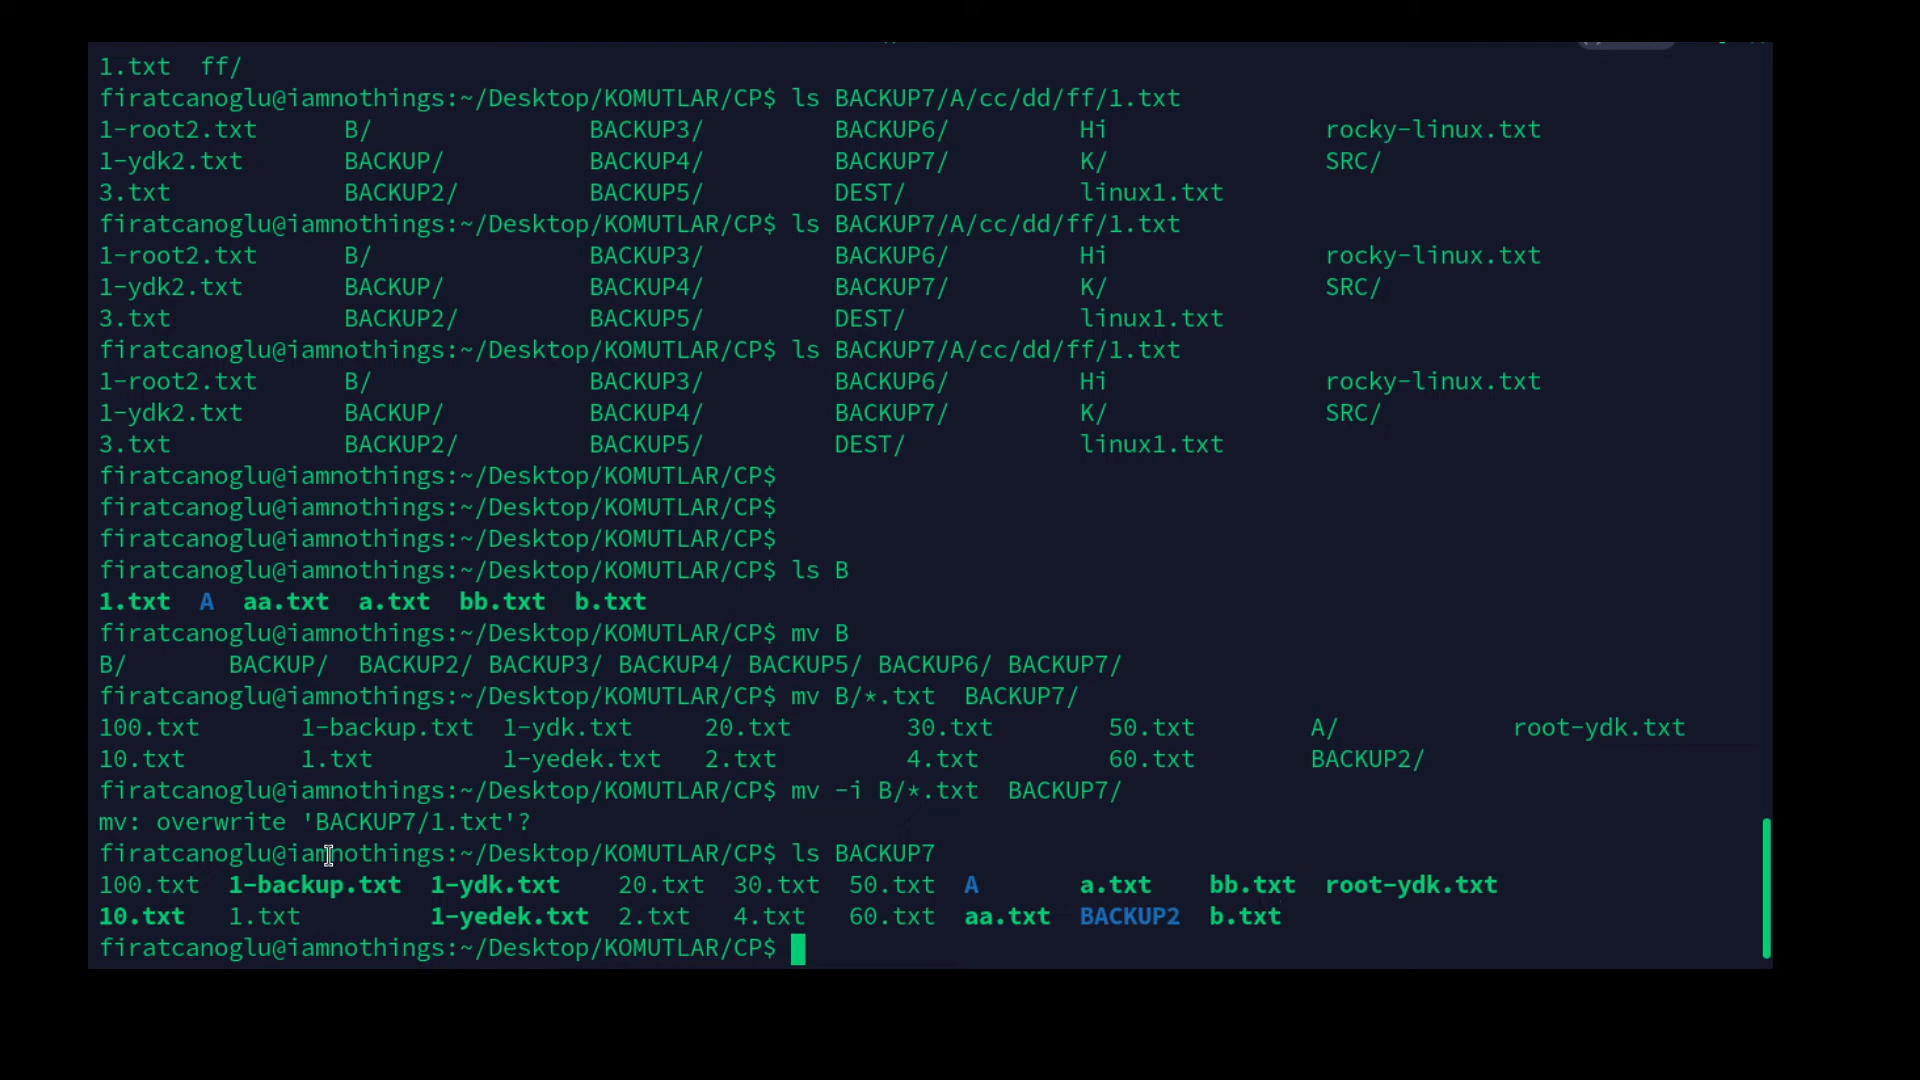 1.txt  ff/
firatcanoglu@iamnothings:~/Desktop/KOMUTLAR/CP$ ls BACKUP7/A/cc/dd/ff/1.txt
1-root2.txt      B/               BACKUP3/         BACKUP6/         Hi               rocky-linux.txt
1-ydk2.txt       BACKUP/          BACKUP4/         BACKUP7/         K/               SRC/
3.txt            BACKUP2/         BACKUP5/         DEST/            linux1.txt
firatcanoglu@iamnothings:~/Desktop/KOMUTLAR/CP$ ls BACKUP7/A/cc/dd/ff/1.txt
1-root2.txt      B/               BACKUP3/         BACKUP6/         Hi               rocky-linux.txt
1-ydk2.txt       BACKUP/          BACKUP4/         BACKUP7/         K/               SRC/
3.txt            BACKUP2/         BACKUP5/         DEST/            linux1.txt
firatcanoglu@iamnothings:~/Desktop/KOMUTLAR/CP$ ls BACKUP7/A/cc/dd/ff/1.txt
1-root2.txt      B/               BACKUP3/         BACKUP6/         Hi               rocky-linux.txt
1-ydk2.txt       BACKUP/          BACKUP4/         BACKUP7/         K/               SRC/
3.txt            BACKUP2/         BACKUP5/         DEST/            linux1.txt
firatcanoglu@iamnothings:~/Desktop/KOMUTLAR/CP$
firatcanoglu@iamnothings:~/Desktop/KOMUTLAR/CP$
firatcanoglu@iamnothings:~/Desktop/KOMUTLAR/CP$
firatcanoglu@iamnothings:~/Desktop/KOMUTLAR/CP$ ls B
1.txt  A  aa.txt  a.txt  bb.txt  b.txt
firatcanoglu@iamnothings:~/Desktop/KOMUTLAR/CP$ mv B
B/       BACKUP/  BACKUP2/ BACKUP3/ BACKUP4/ BACKUP5/ BACKUP6/ BACKUP7/
firatcanoglu@iamnothings:~/Desktop/KOMUTLAR/CP$ mv B/*.txt  BACKUP7/
100.txt       1-backup.txt  1-ydk.txt     20.txt        30.txt        50.txt        A/            root-ydk.txt
10.txt        1.txt         1-yedek.txt   2.txt         4.txt         60.txt        BACKUP2/
firatcanoglu@iamnothings:~/Desktop/KOMUTLAR/CP$ mv -i B/*.txt  BACKUP7/
mv: overwrite 'BACKUP7/1.txt'?
firatcanoglu@iamnothings:~/Desktop/KOMUTLAR/CP$ ls BACKUP7
100.txt  1-backup.txt  1-ydk.txt    20.txt  30.txt  50.txt  A       a.txt    bb.txt  root-ydk.txt
10.txt   1.txt         1-yedek.txt  2.txt   4.txt   60.txt  aa.txt  BACKUP2  b.txt
firatcanoglu@iamnothings:~/Desktop/KOMUTLAR/CP$